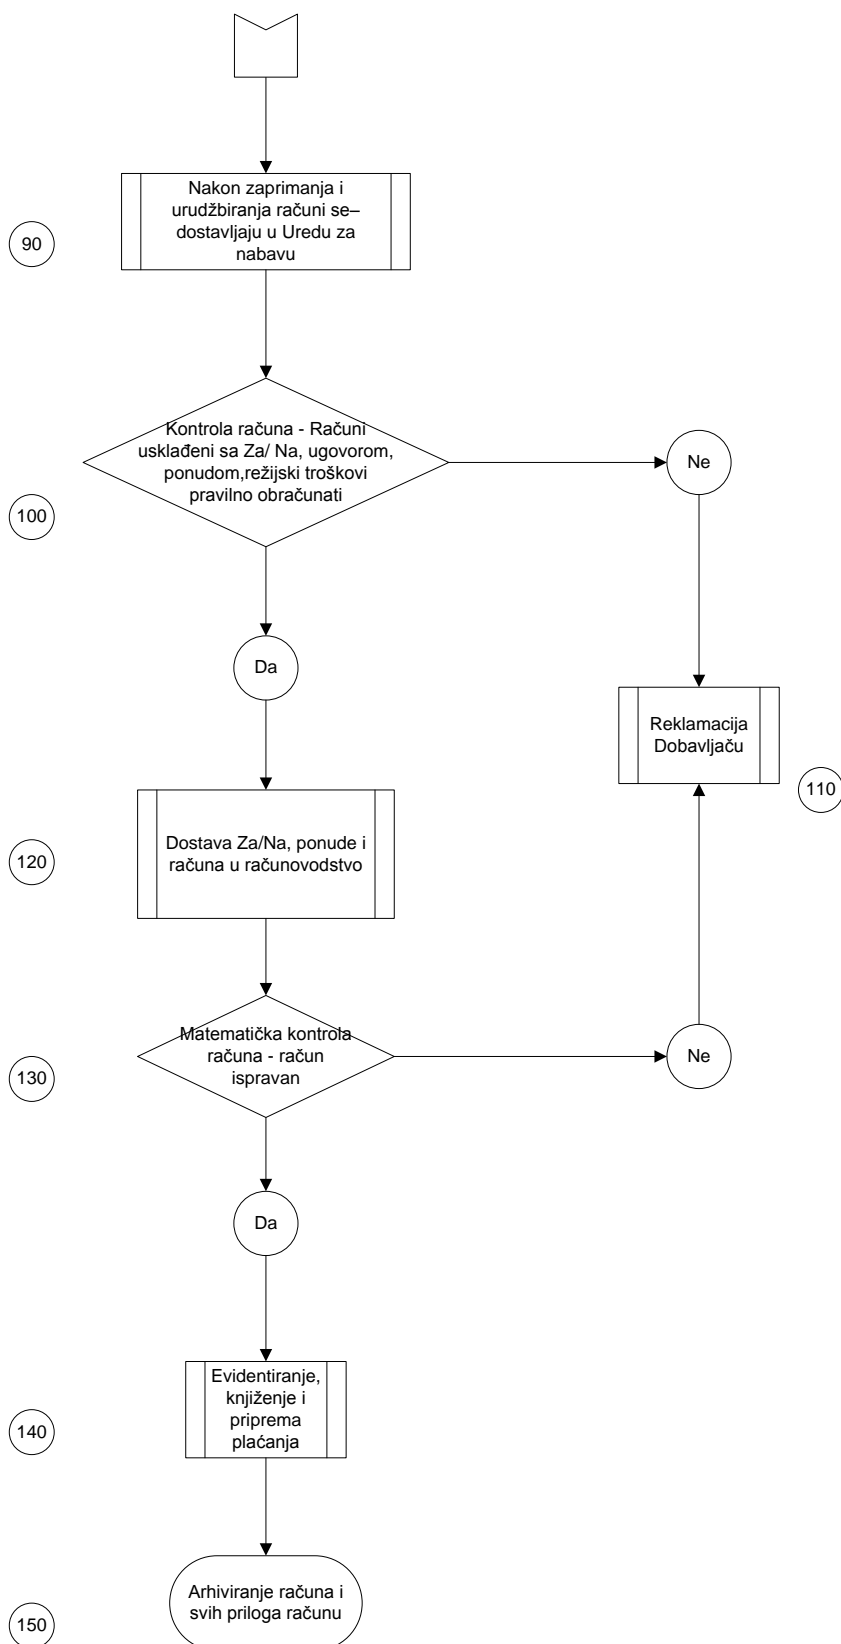 Nakon zaprimanja i
urudžbiranja računi se–
dostavljaju u Uredu za
nabavu
90
Kontrola računa - Računi
usklađeni sa Za/ Na, ugovorom,
ponudom,režijski troškovi
pravilno obračunati
Ne
100
Da
Reklamacija
Dobavljaču
110
Dostava Za/Na, ponude i
računa u računovodstvo
120
Matematička kontrola
računa - račun
ispravan
Ne
130
Da
Evidentiranje,
knjiženje i
priprema
plaćanja
140
Arhiviranje računa i
svih priloga računu
150